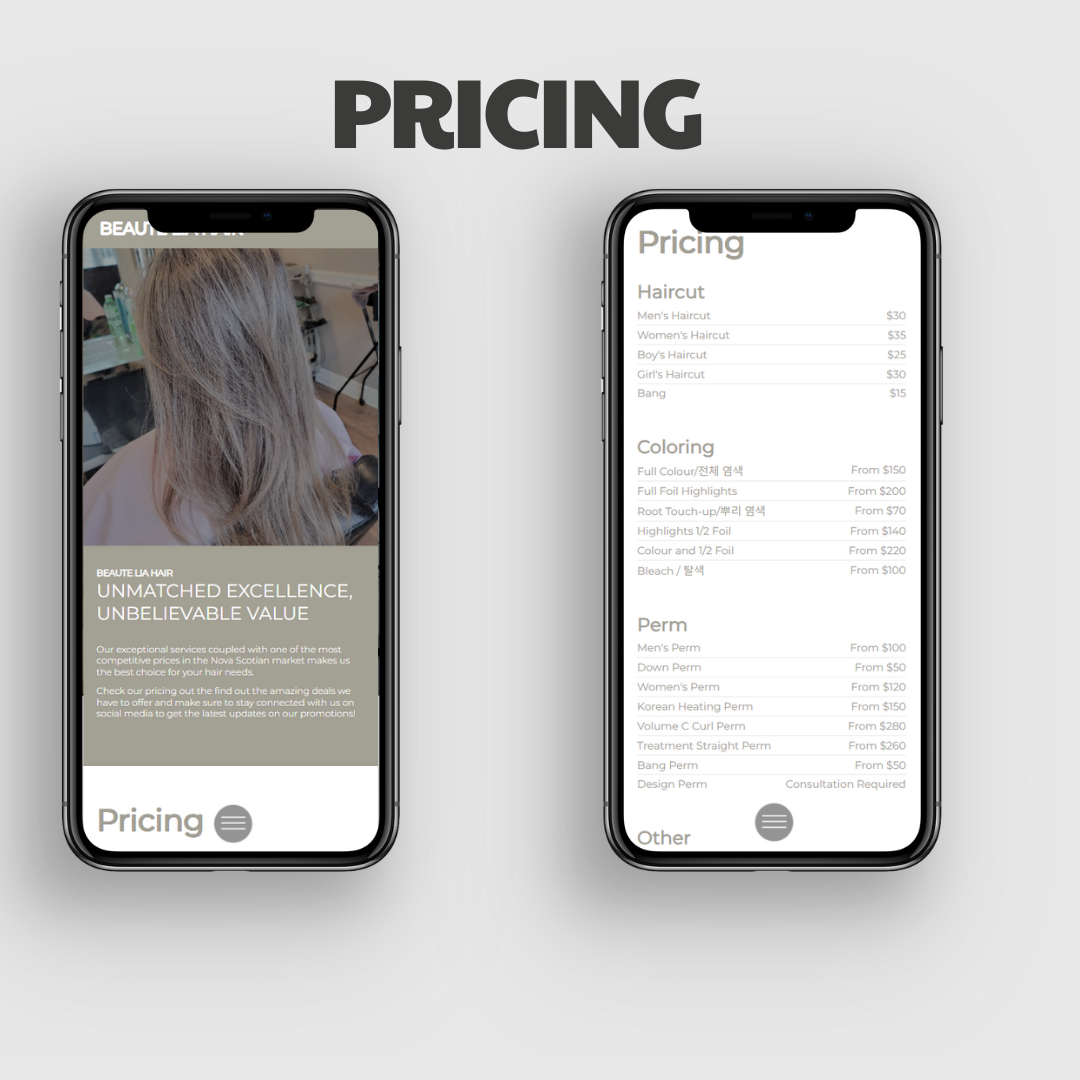 PRICING
BEAUTE LIA HAIR
UNMATCHED EXCELLENCE,
UNBELIEVABLE VALUE
Our exceptional services coupled with one of the most
competitive prices in the Nova Scotian market makes us
the best choice for your hair needs.
Check our pricing out the find out the amazing deals we
have to offer and make sure to stay connected with us on
social media to get the latest updates on our promotions!
Pricing
Pricing
Haircut
Men's Haircut $30
Women's Haircut $35
Boy's Haircut $25
Girl's Haircut $30
Bang $15
Coloring
Full Colour/전체 염색 From $150
Full Foil Highlights From $200
Root Touch-up/뿌리 염색 From $70
Highlights 1/2 Foil From $140
Colour and 1/2 Foil From $220
Bleach / 탈색 From $100
Perm
Men's Perm From $100
Down Perm From $50
Women's Perm From $120
Korean Heating Perm From $150
Volume C Curl Perm From $280
Treatment Straight Perm From $260
Bang Perm From $50
Design Perm Consultation Required
Other